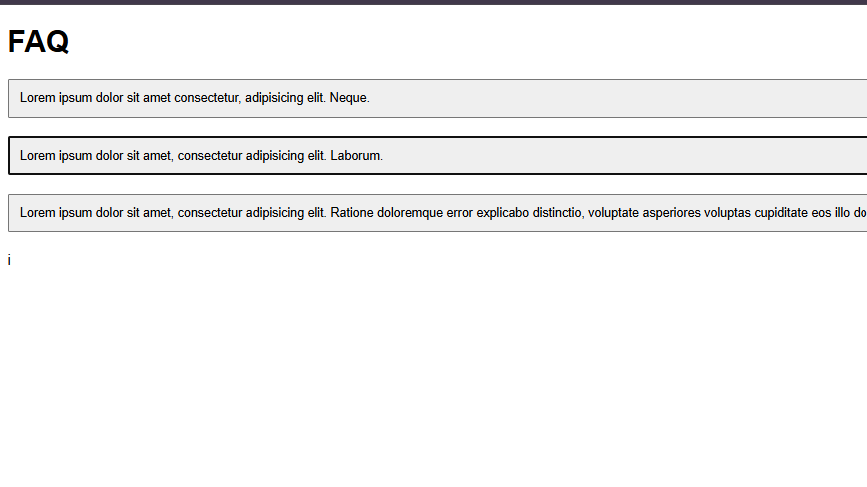 FAQ
Lorem ipsum dolor sit amet consectetur, adipisicing elit. Neque.
Lorem ipsum dolor sit amet, consectetur adipisicing elit. Laborum.
Lorem ipsum dolor sit amet, consectetur adipisicing elit. Ratione doloremque error explicabo distinctio, voluptate asperiores voluptas cupiditate eos illo do
i